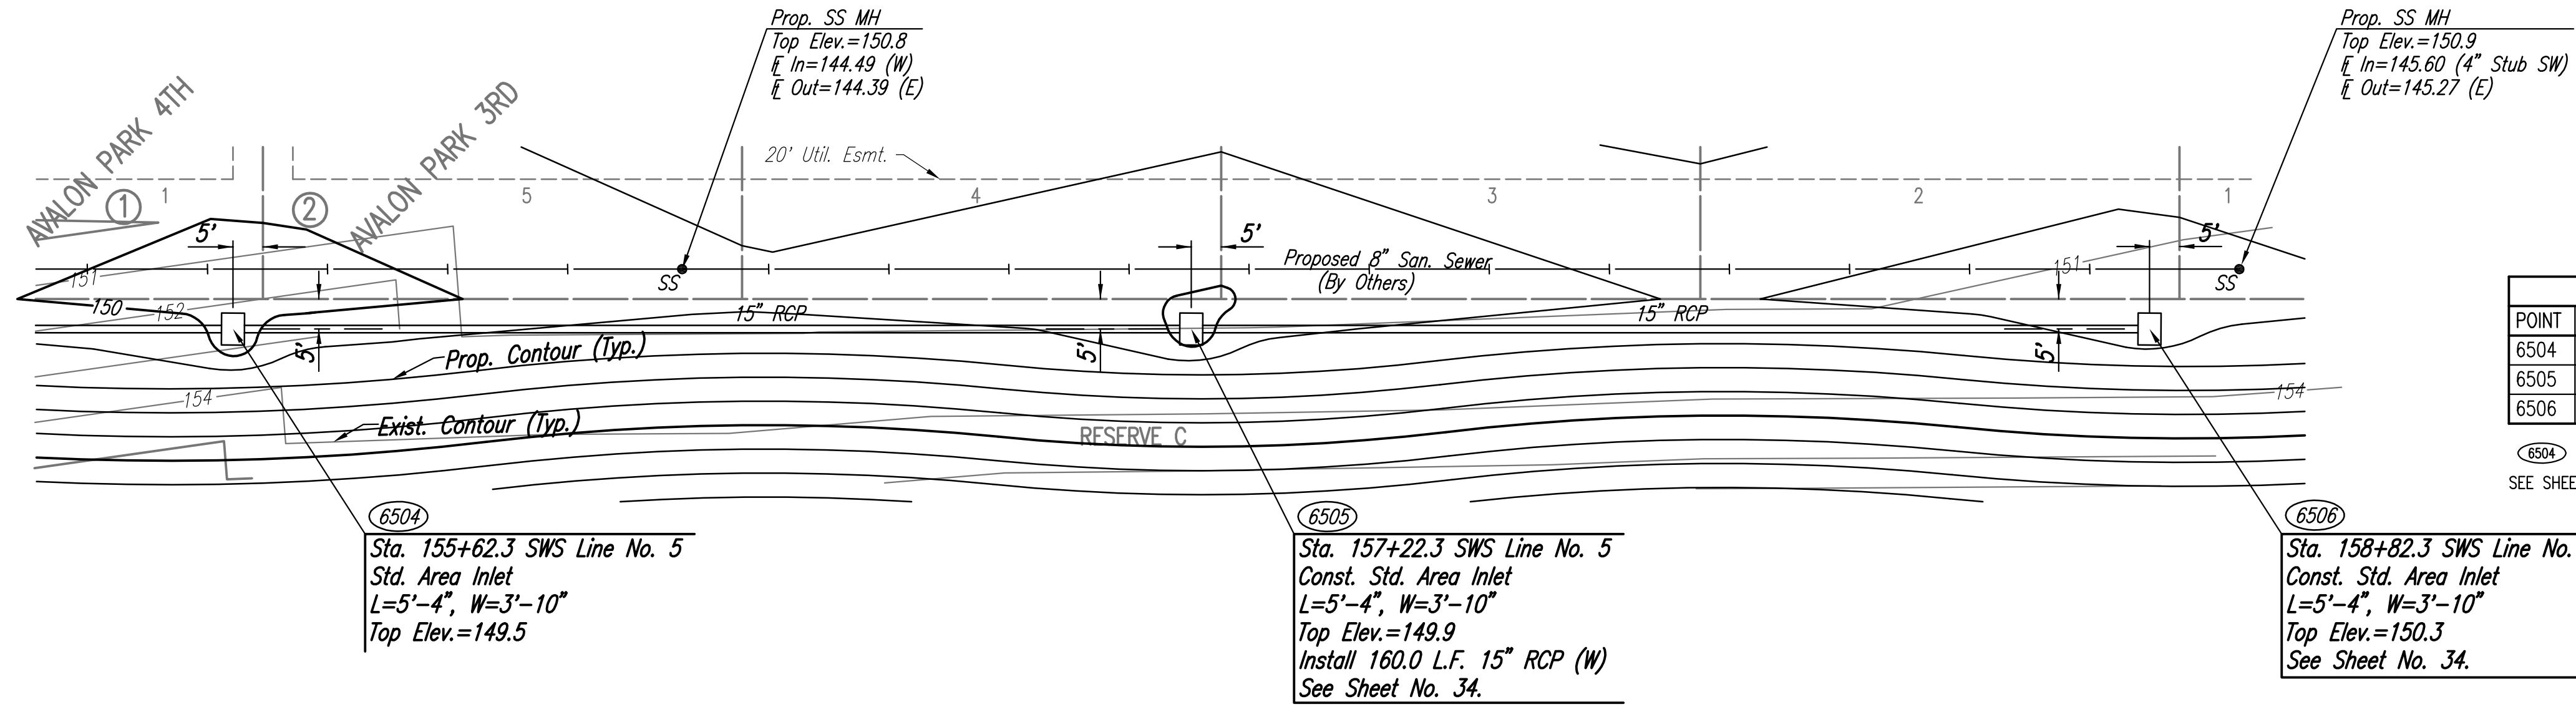 Prop. SS MH
Top Elev.=150.8
℄ In=144.49 (W)
℄ Out=144.39 (E)
Prop. SS MH
Top Elev.=150.9
℄ In=145.60 (4" Stub SW)
℄ Out=145.27 (E)
AVALON PARK 4TH
AVALON PARK 3RD
20' Util. Esmt.
1
1
2
5
4
3
2
1
5'
5'
5'
Proposed 8" San. Sewer
(By Others)
151
151
SS
SS
150
152
15" RCP
15" RCP
5'
5'
5'
Prop. Contour (Typ.)
154
154
Exist. Contour (Typ.)
RESERVE C
POINT
6504
6505
6506
6504
SEE SHEE
6504
Sta. 155+62.3 SWS Line No. 5
Std. Area Inlet
L=5'-4", W=3'-10"
Top Elev.=149.5
6505
Sta. 157+22.3 SWS Line No. 5
Const. Std. Area Inlet
L=5'-4", W=3'-10"
Top Elev.=149.9
Install 160.0 L.F. 15" RCP (W)
See Sheet No. 34.
6506
Sta. 158+82.3 SWS Line No.
Const. Std. Area Inlet
L=5'-4", W=3'-10"
Top Elev.=150.3
See Sheet No. 34.